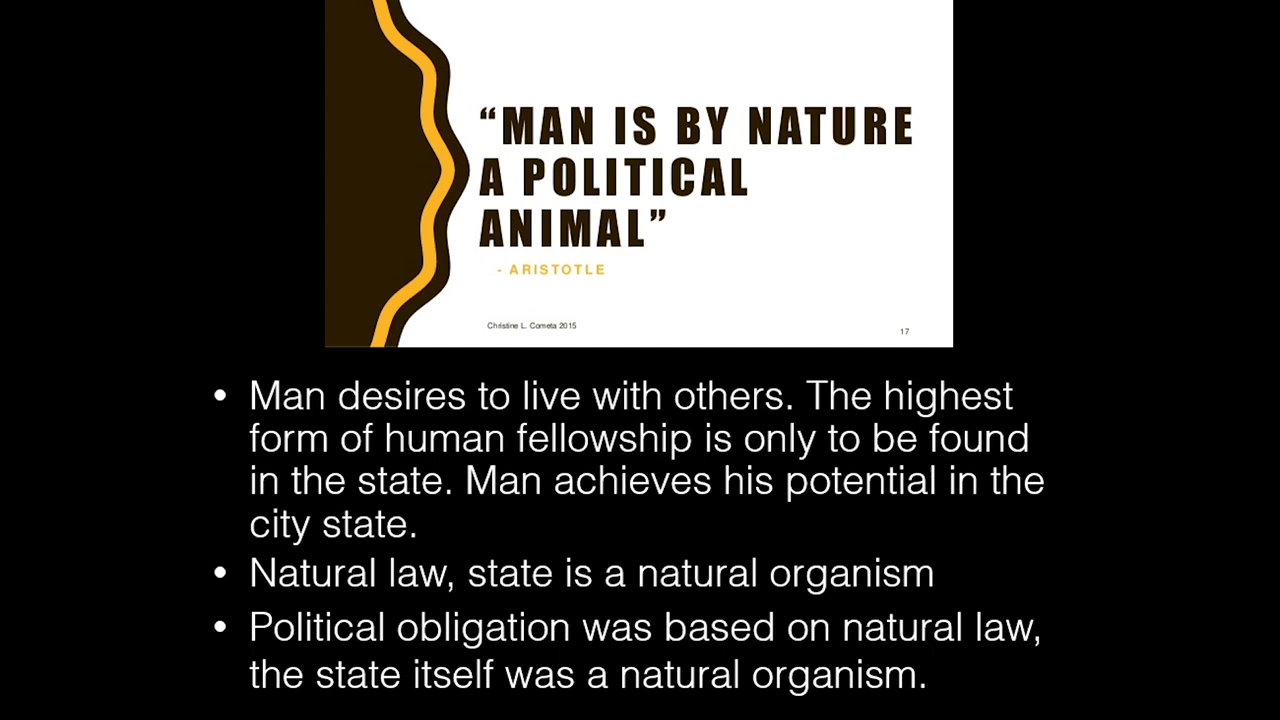 “MAN IS BY NATURE
A POLITICAL
ANIMAL”
- ARISTOTLE
Christine L. Cometa 2015
17
• Man desires to live with others. The highest
form of human fellowship is only to be found
in the state. Man achieves his potential in the
city state.
• Natural law, state is a natural organism
• Political obligation was based on natural law,
the state itself was a natural organism.